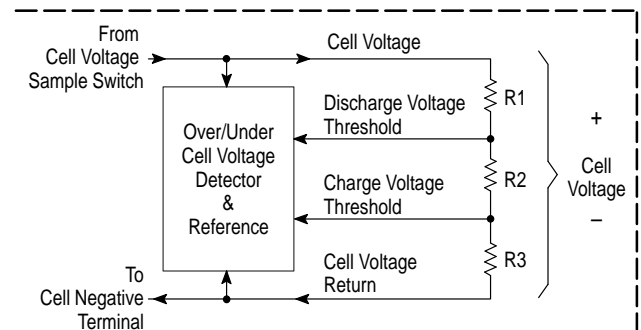 From
Cell Voltage
Sample Switch
Cell Voltage
R1
Discharge Voltage
Threshold
Over/Under
Cell Voltage
Detector
&
Reference
R2
Charge Voltage
Threshold
R3
Cell Voltage
Return
To
Cell Negative
Terminal
+
Cell
Voltage
–